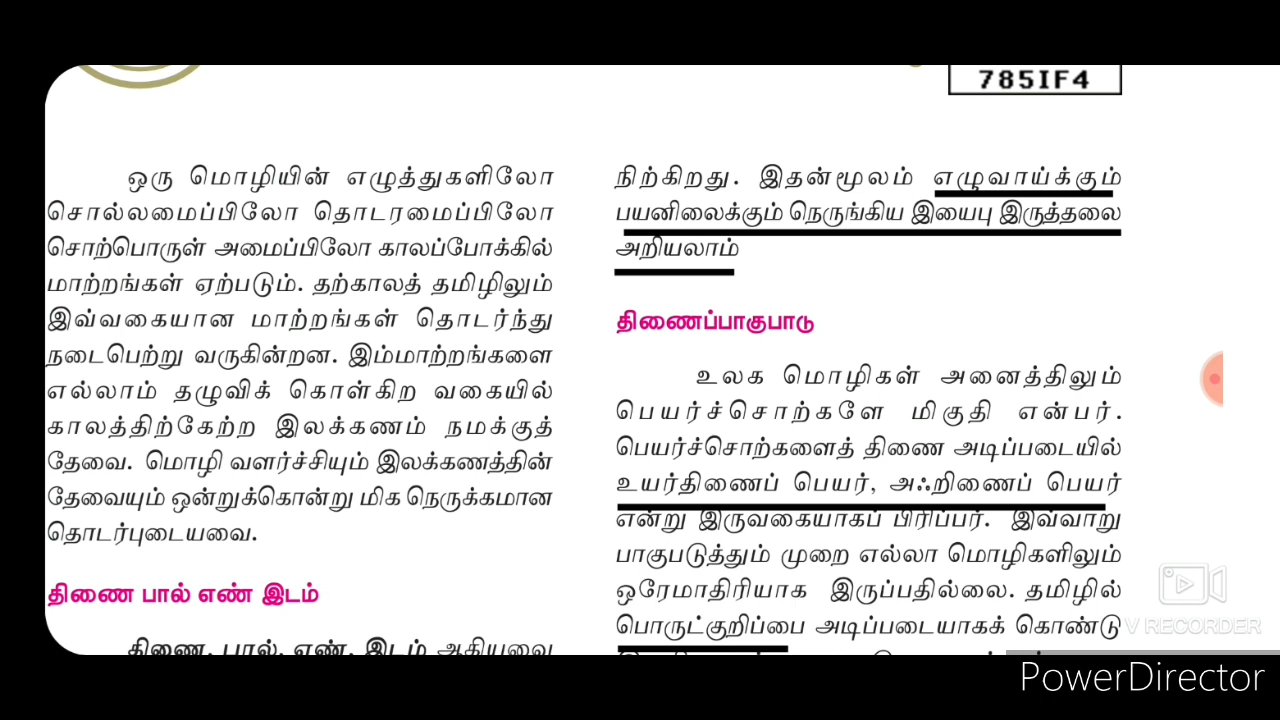 785IF4
ஒரு மொழியின் எழுத்துகளிலோ
சொல்லமைப்பிலோ தொடரமைப்பிலோ
சொற்பொருள் அமைப்பிலோ காலப்போக்கில்
மாற்றங்கள் ஏற்படும். தற்காலத் தமிழிலும்
இவ்வகையான மாற்றங்கள் தொடர்ந்து
நடைபெற்று வருகின்றன. இம்மாற்றங்களை
எல்லாம் தழுவிக் கொள்கிற வகையில்
காலத்திற்கேற்ற இலக்கணம் நமக்குத்
தேவை. மொழி வளர்ச்சியும் இலக்கணத்தின்
தேவையும் ஒன்றுக்கொன்று மிக நெருக்கமான
தொடர்புடையவை.
திணை பால் எண் இடம்
திணை, பால், எண், இடம் ஆகியவை
நிற்கிறது. இதன்மூலம் எழுவாய்க்கும்
பயனிலைக்கும் நெருங்கிய இயைபு இருத்தலை
அறியலாம்
திணைப்பாகுபாடு
உலக மொழிகள் அனைத்திலும்
பெயர்ச்சொற்களே மிகுதி என்பர்.
பெயர்ச்சொற்களைத் திணை அடிப்படையில்
உயர்திணைப் பெயர், அஃறிணைப் பெயர்
என்று இருவகையாகப் பிரிப்பர். இவ்வாறு
பாகுபடுத்தும் முறை எல்லா மொழிகளிலும்
ஒரேமாதிரியாக இருப்பதில்லை. தமிழில்
பொருட்குறிப்பை அடிப்படையாகக் கொண்டு
V RECORDER
PowerDirector